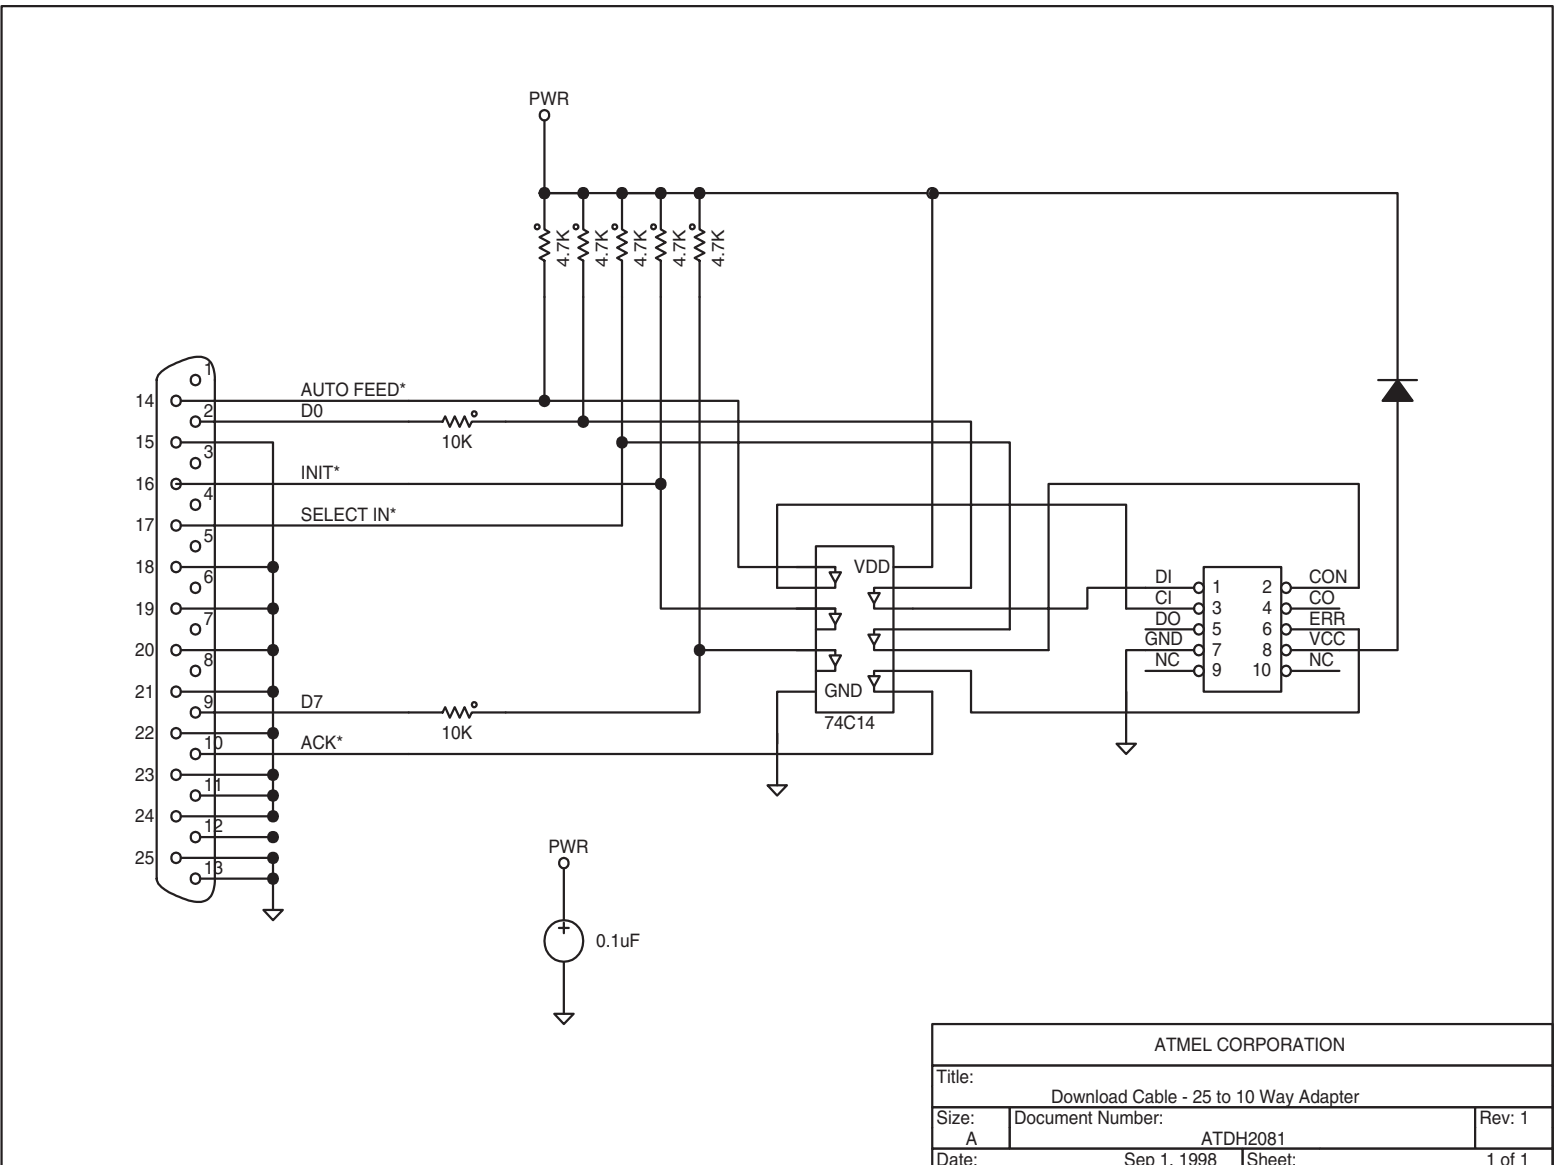 PWR
4.7K
4.7K
4.7K
4.7K
4.7K
1
14
AUTO FEED*
2
D0
10K
15
3
16
INIT*
4
17
SELECT IN*
5
18
6
19
7
20
8
21
9
D7
10K
22
10
ACK*
23
11
24
12
25
13
VDD
GND
74C14
DI 1 2 CON
CI 3 4 CO
DO 5 6 ERR
GND 7 8 VCC
NC 9 10 NC
PWR
+
0.1uF
ATMEL CORPORATION
Title:
Download Cable - 25 to 10 Way Adapter
Size: Document Number: Rev: 1
A ATDH2081
Date: Sep 1, 1998 Sheet: 1 of 1